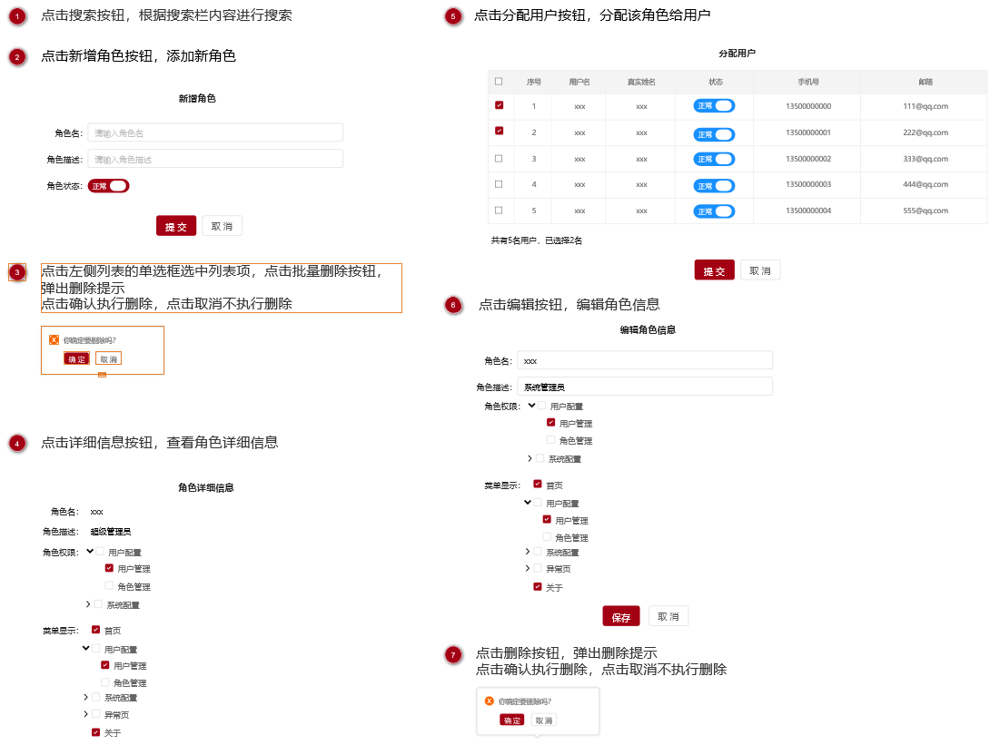 1 点击搜索按钮，根据搜索栏内容进行搜索
2 点击新增角色按钮，添加新角色
新增角色
角色名： 请输入角色名
角色描述： 请输入角色描述
角色状态： 正常
提 交 取 消
3 点击左侧列表的单选框选中列表项，点击批量删除按钮，
弹出删除提示
点击确认执行删除，点击取消不执行删除
你确定要删除吗?
确 定 取 消
4 点击详细信息按钮，查看角色详细信息
角色详细信息
角色名： xxx
角色描述： 超级管理员
角色权限： 用户配置
用户管理
角色管理
系统配置
菜单显示： 首页
用户配置
用户管理
角色管理
系统配置
异常页
关于
5 点击分配用户按钮，分配该角色给用户
分配用户
序号 用户名 真实姓名 状态 手机号 邮箱
1 xxx xxx 正常 13500000000 111@qq.com
2 xxx xxx 正常 13500000001 222@qq.com
3 xxx xxx 正常 13500000002 333@qq.com
4 xxx xxx 正常 13500000003 444@qq.com
5 xxx xxx 正常 13500000004 555@qq.com
共有5名用户，已选择2名
提 交 取 消
6 点击编辑按钮，编辑角色信息
编辑角色信息
角色名： xxx
角色描述： 系统管理员
角色权限： 用户配置
用户管理
角色管理
系统配置
菜单显示： 首页
用户配置
用户管理
角色管理
系统配置
异常页
关于
保存 取 消
7 点击删除按钮，弹出删除提示
点击确认执行删除，点击取消不执行删除
你确定要删除吗?
确 定 取 消